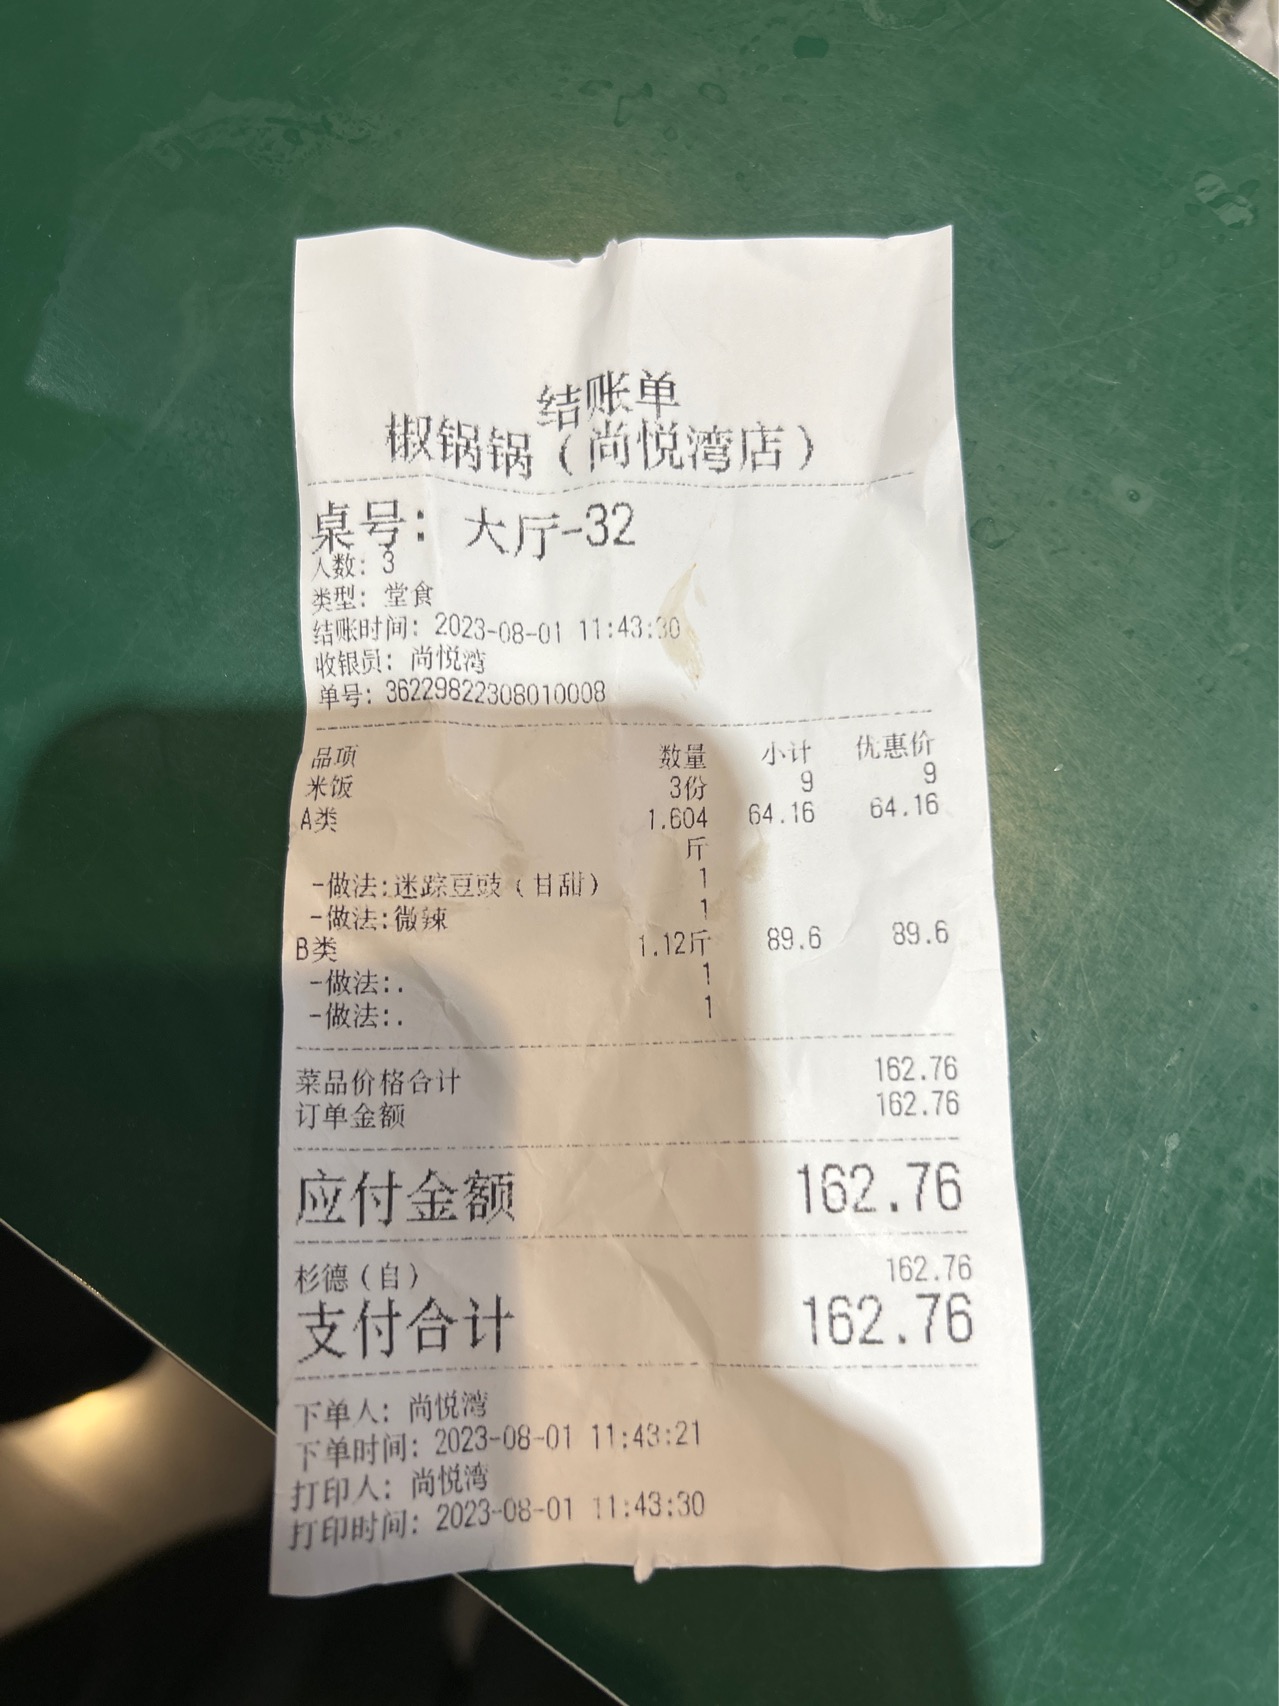 结账单
椒锅锅（尚悦湾店）
桌号： 大厅-32
人数： 3
类型： 堂食
结账时间： 2023-08-01 11:43:30
收银员： 尚悦湾
单号： 36229822308010008
品项 数量 小计 优惠价
米饭 3份 9 9
A类 1.604 64.16 64.16
斤
-做法:迷踪豆豉（甘甜） 1
-做法:微辣 1
B类 1.12斤 89.6 89.6
-做法:. 1
-做法:. 1
菜品价格合计 162.76
订单金额 162.76
应付金额 162.76
杉德（自） 162.76
支付合计 162.76
下单人： 尚悦湾
下单时间： 2023-08-01 11:43:21
打印人： 尚悦湾
打印时间： 2023-08-01 11:43:30